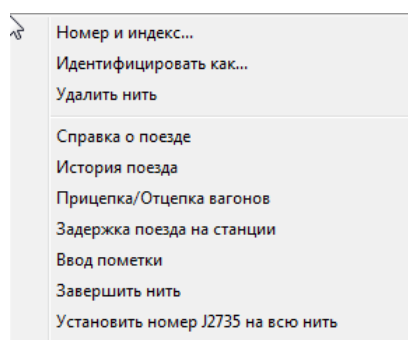 Номер и индекс...
Идентифицировать как...
Удалить нить
Справка о поезде
История поезда
Прицепка/Отцепка вагонов
Задержка поезда на станции
Ввод пометки
Завершить нить
Установить номер J2735 на всю нить